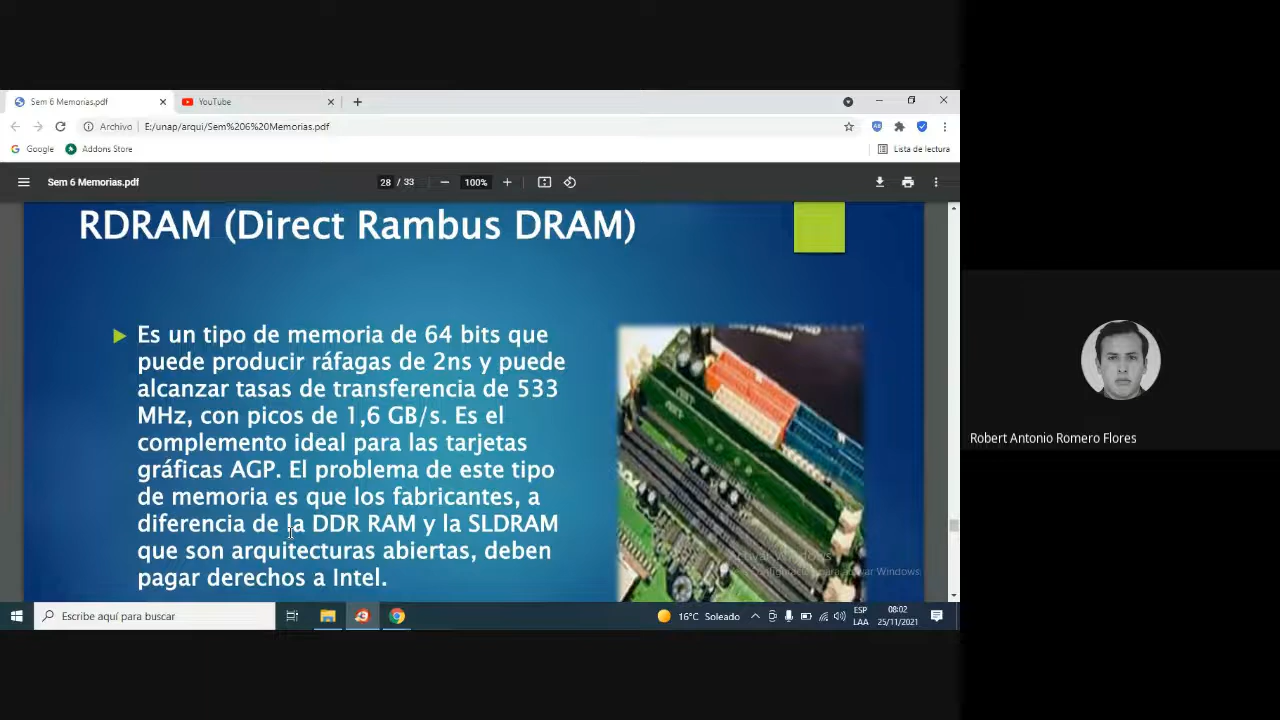 Sem 6 Memorias.pdf
YouTube
Archivo
E:/unap/arqui/Sem%206%20Memorias.pdf
Google
Addons Store
Lista de lectura
Sem 6 Memorias.pdf
28 / 33
100%
RDRAM (Direct Rambus DRAM)
Es un tipo de memoria de 64 bits que
puede producir ráfagas de 2ns y puede
alcanzar tasas de transferencia de 533
MHz, con picos de 1,6 GB/s. Es el
complemento ideal para las tarjetas
gráficas AGP. El problema de este tipo
de memoria es que los fabricantes, a
diferencia de la DDR RAM y la SLDRAM
que son arquitecturas abiertas, deben
pagar derechos a Intel.
Activar Windows
para activar Windows.
Robert Antonio Romero Flores
Escribe aquí para buscar
16°C Soleado
ESP
LAA
08:02
25/11/2021